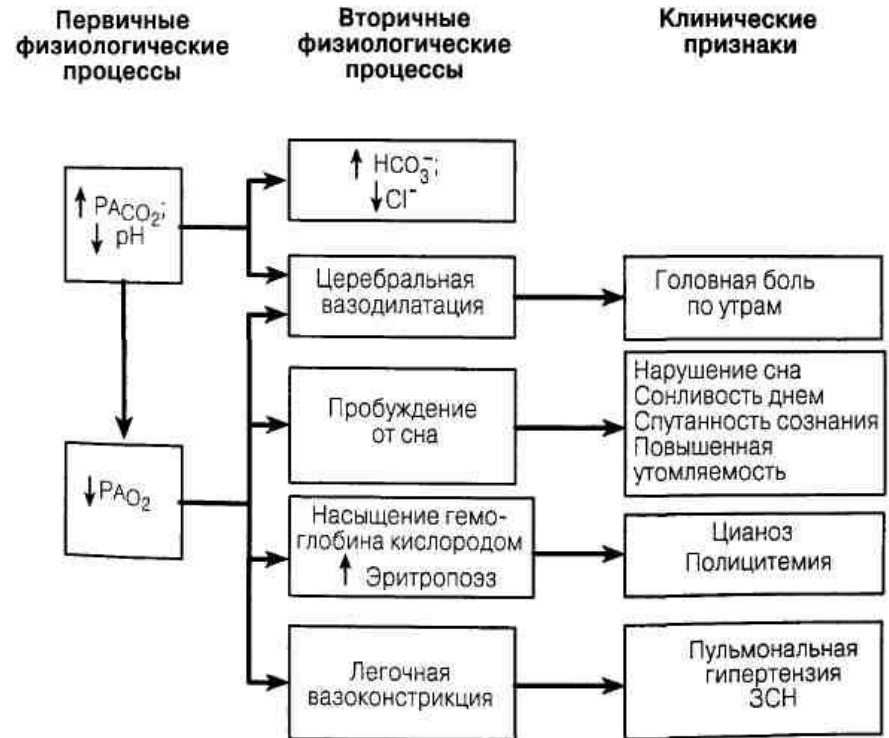 Первичные
физиологические
процессы
Вторичные
физиологические
процессы
Клинические
признаки
↑ PACO₂;
↓ pH
↑ HCO₃⁻;
↓Cl⁻
Церебральная
вазодилатация
Головная боль
по утрам
Пробуждение
от сна
Нарушение сна
Сонливость днем
Спутанность сознания
Повышенная
утомляемость
↓PAO₂
Насыщение гемо-
глобина кислородом
↑ Эритропоэз
Цианоз
Полицитемия
Легочная
вазоконстрикция
Пульмональная
гипертензия
ЗСН